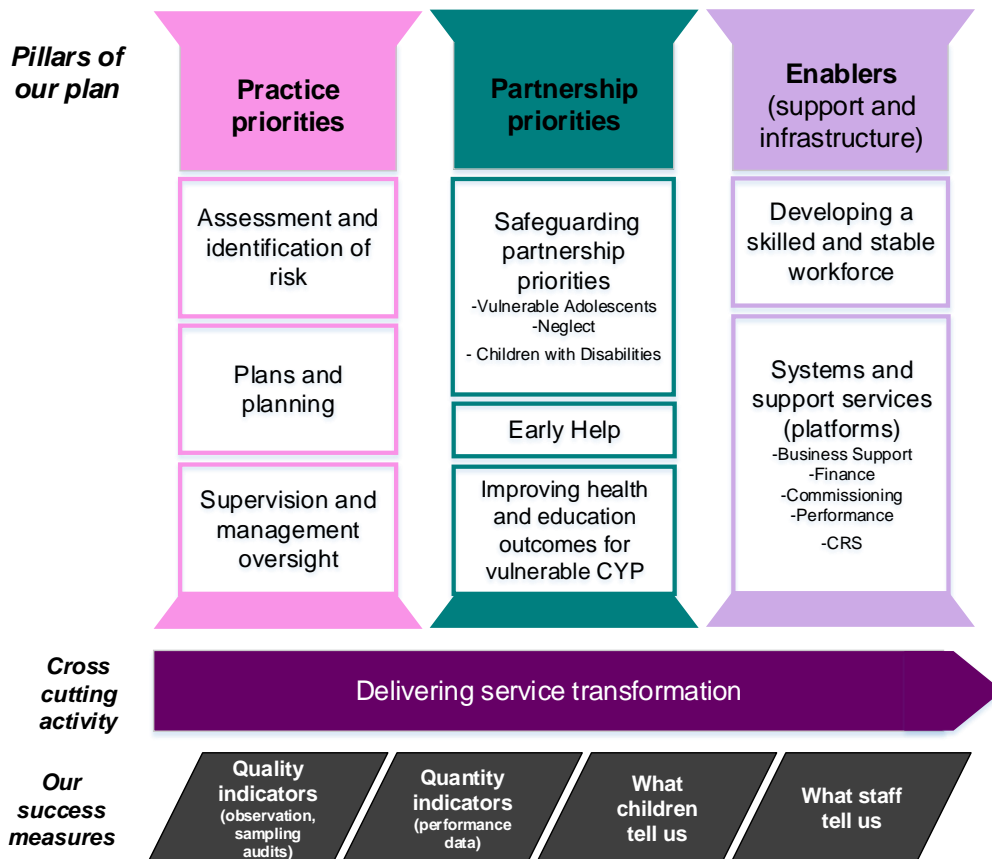 Pillars of
our plan
Practice
priorities
Assessment and
identification of
risk
Plans and
planning
Supervision and
management
oversight
Partnership
priorities
Safeguarding
partnership
priorities
-Vulnerable Adolescents
-Neglect
- Children with Disabilities
Early Help
Improving health
and education
outcomes for
vulnerable CYP
Enablers
(support and
infrastructure)
Developing a
skilled and stable
workforce
Systems and
support services
(platforms)
-Business Support
-Finance
-Commissioning
-Performance
-CRS
Cross
cutting
activity
Delivering service transformation
Our
success
measures
Quality
indicators
(observation,
sampling
audits)
Quantity
indicators
(performance
data)
What
children
tell us
What staff
tell us